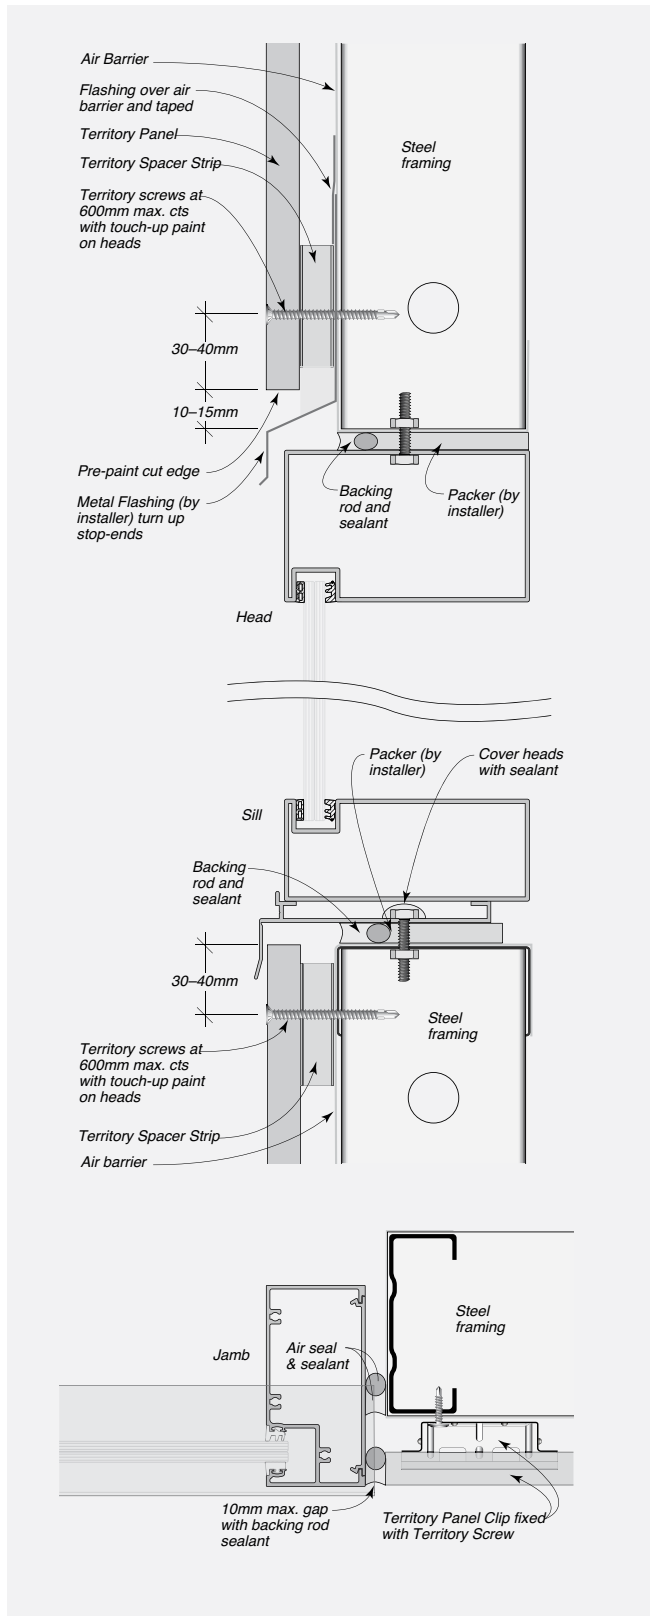 Air Barrier
Flashing over air
barrier and taped
Territory Panel
Territory Spacer Strip
Territory screws at
600mm max. cts
with touch-up paint
on heads
Steel
framing
30–40mm
10–15mm
Pre-paint cut edge
Metal Flashing (by
installer) turn up
stop-ends
Backing
rod and
sealant
Packer (by
installer)
Head
Packer (by
installer)
Cover heads
with sealant
Sill
Backing
rod and
sealant
30–40mm
Steel
framing
Territory screws at
600mm max. cts
with touch-up paint
on heads
Territory Spacer Strip
Air barrier
Steel
framing
Jamb
Air seal
& sealant
10mm max. gap
with backing rod
sealant
Territory Panel Clip fixed
with Territory Screw